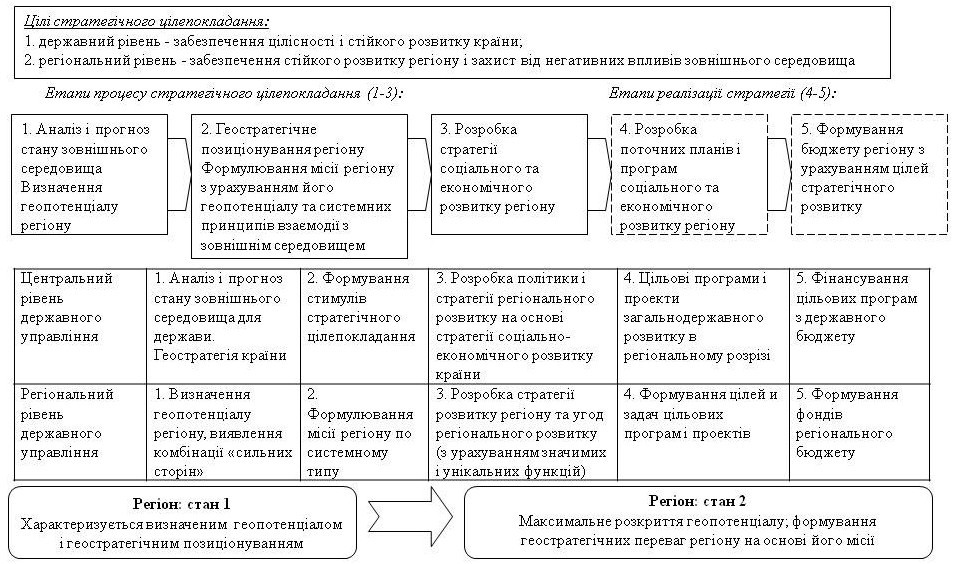 Цілі стратегічного цілепокладання:
1. державний рівень - забезпечення цілісності і стійкого розвитку країни;
2. регіональний рівень - забезпечення стійкого розвитку регіону і захист від негативних впливів зовнішнього середовища
Етапи процесу стратегічного цілепокладання (1-3):
Етапи реалізації стратегії (4-5):
1. Аналіз і прогноз
стану зовнішнього
середовища
Визначення
геопотенціалу
регіону
2. Геостратегічне
позиціонування регіону
Формулювання місії регіону
з урахуванням його
геопотенціалу та системних
принципів взаємодії з
зовнішнім середовищем
3. Розробка
стратегії
соціального та
економічного
розвитку регіону
4. Розробка
поточних планів і
програм
соціального та
економічного
розвитку регіону
5. Формування
бюджету регіону з
урахуванням цілей
стратегічного
розвитку
Центральний
рівень
державного
управління
1. Аналіз і прогноз
стану зовнішнього
середовища для
держави.
Геостратегія країни
2. Формування
стимулів
стратегічного
цілепокладання
3. Розробка політики и
стратегії регіонального
розвитку на основі
стратегії соціально-
економічного розвитку
країни
4. Цільові програми і
проекти
загальнодержавного
розвитку в
регіональному розрізі
5. Фінансування
цільових програм
з державного
бюджету
Регіональний
рівень
державного
управління
1. Визначення
геопотенціалу
регіону, виявлення
комбінації «сильних
сторін»
2.
Формулювання
місії регіону по
системному
типу
3. Розробка стратегії
розвитку регіону та угод
регіонального розвитку
(з урахуванням значимих
і унікальних функцій)
4. Формування цілей и
задач цільових
програм і проектів
5. Формування
фондів
регіонального
бюджету
Регіон: стан 1
Характеризується визначеним геопотенціалом
і геостратегічним позиціонуванням
Регіон: стан 2
Максимальне розкриття геопотенціалу; формування
геостратегічних переваг регіону на основі його місії